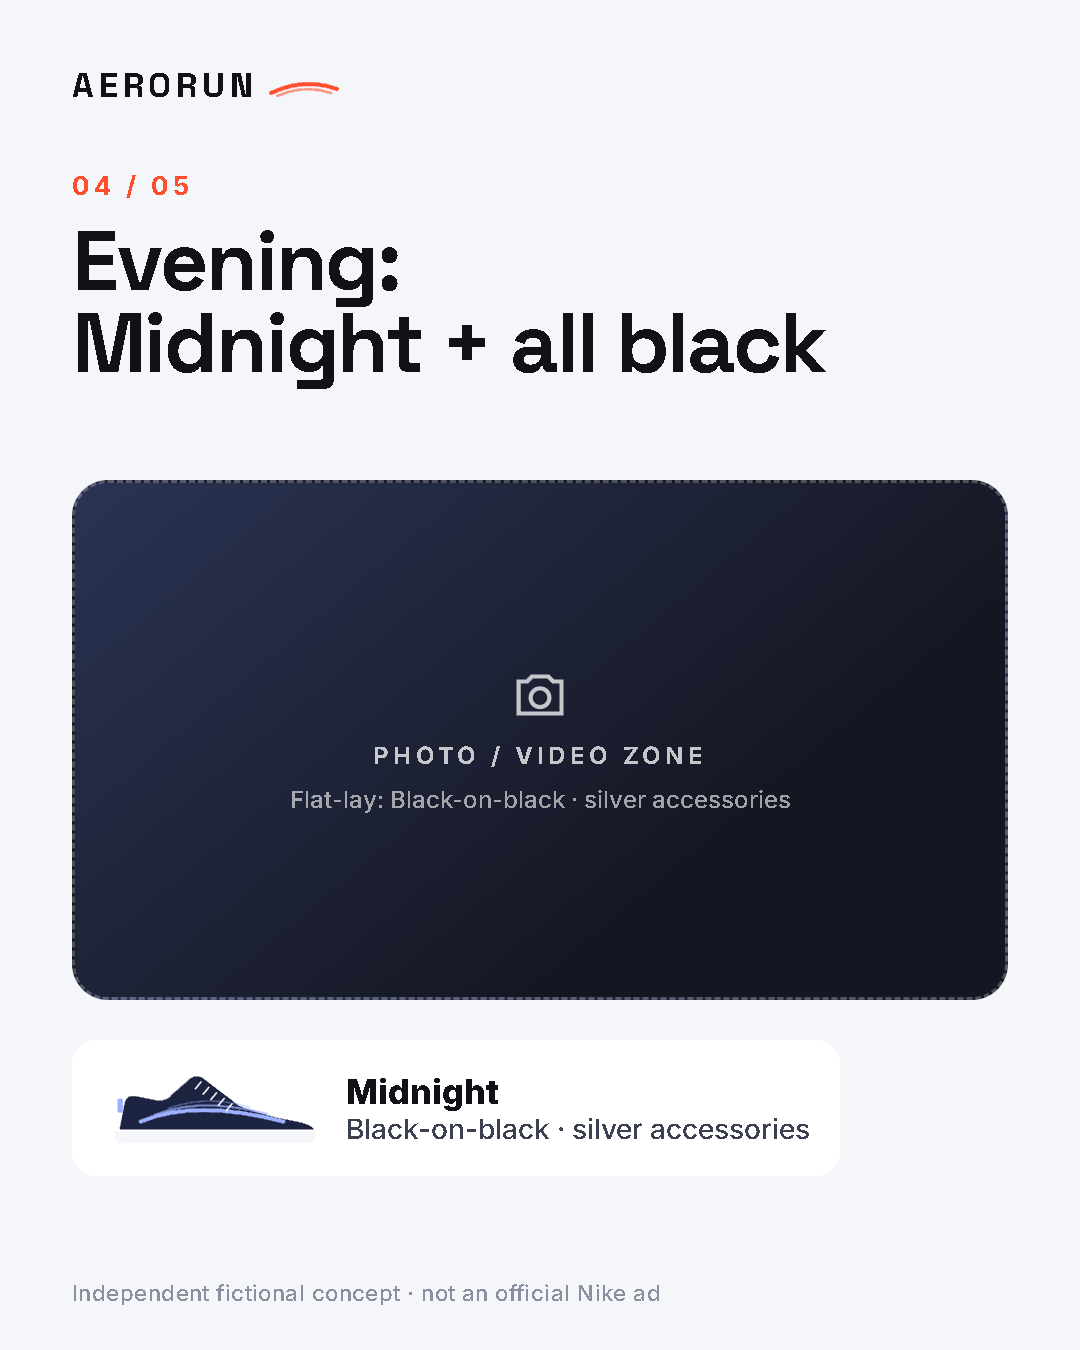 AERORUN
04 / 05
Evening:
Midnight + all black
PHOTO / VIDEO ZONE
Flat-lay: Black-on-black · silver accessories
Midnight
Black-on-black · silver accessories
Independent fictional concept · not an official Nike ad